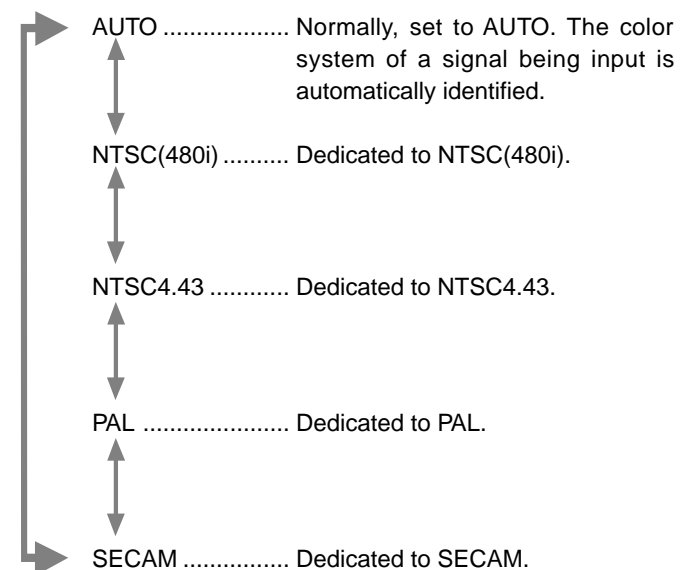 AUTO ................... Normally, set to AUTO. The color
system of a signal being input is
automatically identified.
NTSC(480i) .......... Dedicated to NTSC(480i).
NTSC4.43 ............ Dedicated to NTSC4.43.
PAL ...................... Dedicated to PAL.
SECAM ................ Dedicated to SECAM.